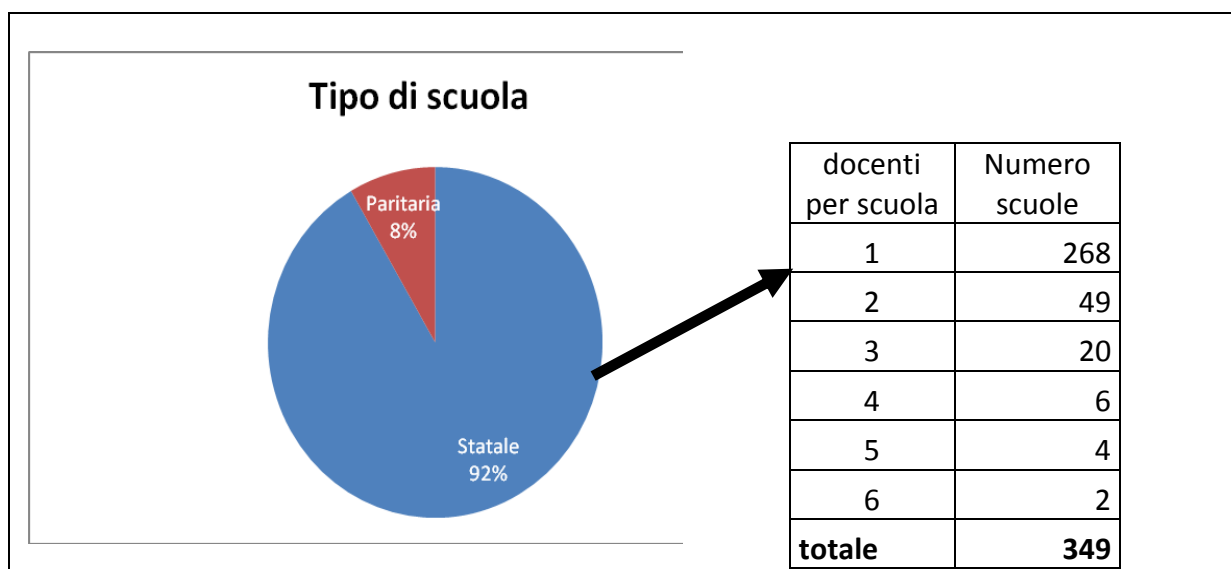 Tipo di scuola
Paritaria
8%
Statale
92%
docenti per scuola Numero scuole
1 268
2 49
3 20
4 6
5 4
6 2
totale 349